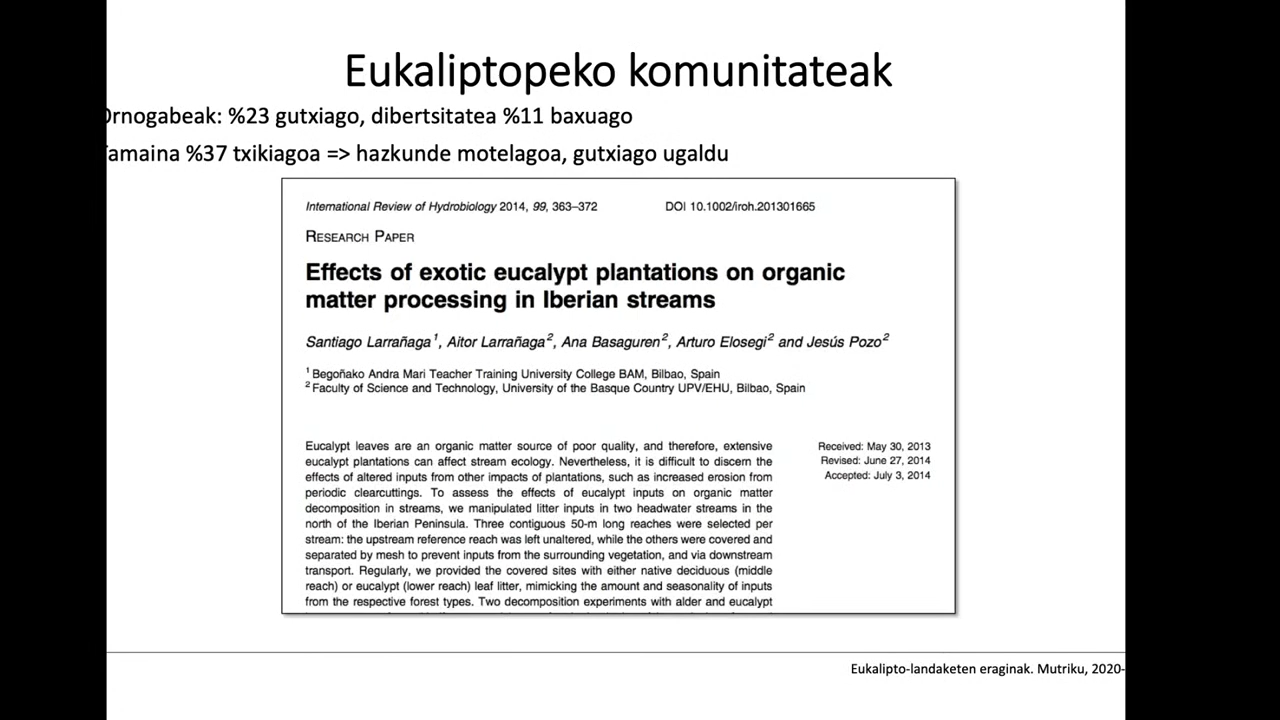 Eukaliptopeko komunitateak
Ornogabeak: %23 gutxiago, dibertsitatea %11 baxuago
Tamaina %37 txikiagoa => hazkunde motelagoa, gutxiago ugaldu
International Review of Hydrobiology 2014, 99, 363–372 DOI 10.1002/iroh.201301665
RESEARCH PAPER
Effects of exotic eucalypt plantations on organic
matter processing in Iberian streams
Santiago Larrañaga¹, Aitor Larrañaga², Ana Basaguren², Arturo Elosegi² and Jesús Pozo²
¹ Begoñako Andra Mari Teacher Training University College BAM, Bilbao, Spain
² Faculty of Science and Technology, University of the Basque Country UPV/EHU, Bilbao, Spain
Eucalypt leaves are an organic matter source of poor quality, and therefore, extensive
eucalypt plantations can affect stream ecology. Nevertheless, it is difficult to discern the
effects of altered inputs from other impacts of plantations, such as increased erosion from
periodic clearcuttings. To assess the effects of eucalypt inputs on organic matter
decomposition in streams, we manipulated litter inputs in two headwater streams in the
north of the Iberian Peninsula. Three contiguous 50-m long reaches were selected per
stream: the upstream reference reach was left unaltered, while the others were covered and
separated by mesh to prevent inputs from the surrounding vegetation, and via downstream
transport. Regularly, we provided the covered sites with either native deciduous (middle
reach) or eucalypt (lower reach) leaf litter, mimicking the amount and seasonality of inputs
from the respective forest types. Two decomposition experiments with alder and eucalypt
Received: May 30, 2013
Revised: June 27, 2014
Accepted: July 3, 2014
Eukalipto-landaketen eraginak. Mutriku, 2020-